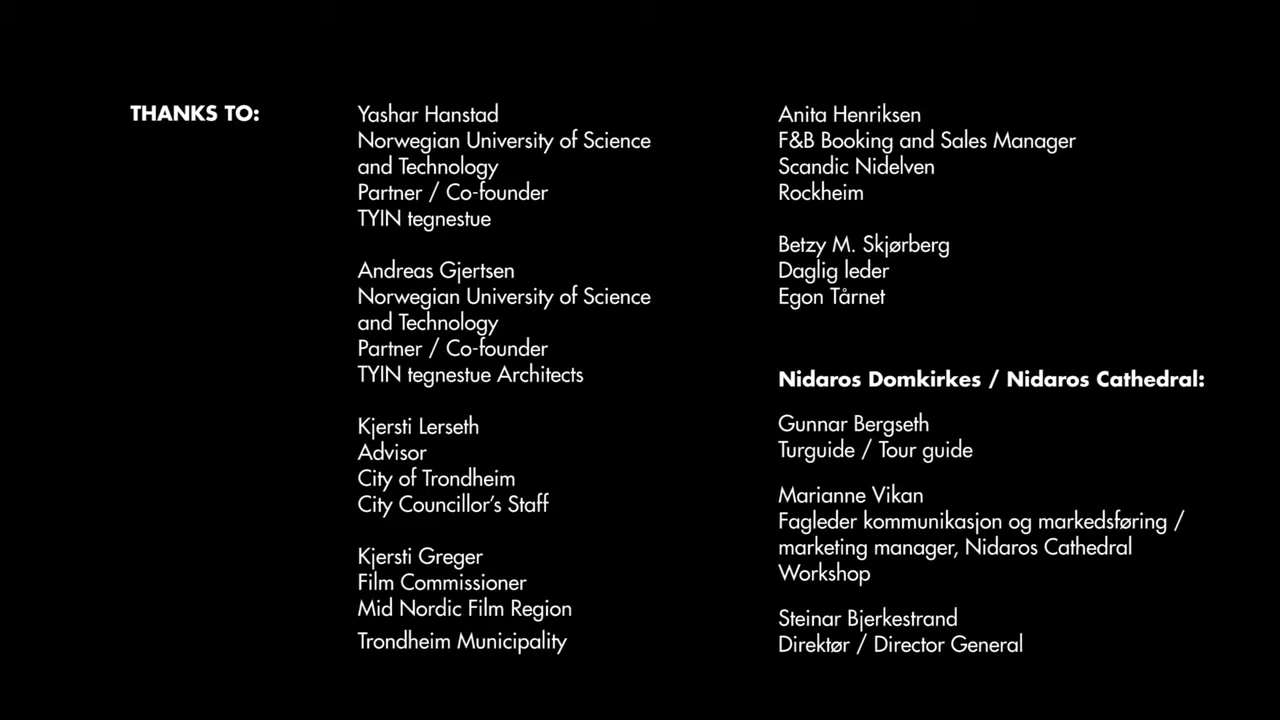 THANKS TO:
Yashar Hanstad
Norwegian University of Science
and Technology
Partner / Co-founder
TYIN tegnestue
Andreas Gjertsen
Norwegian University of Science
and Technology
Partner / Co-founder
TYIN tegnestue Architects
Kjersti Lerseth
Advisor
City of Trondheim
City Councillor's Staff
Kjersti Greger
Film Commissioner
Mid Nordic Film Region
Trondheim Municipality
Anita Henriksen
F&B Booking and Sales Manager
Scandic Nidelven
Rockheim
Betzy M. Skjørberg
Daglig leder
Egon Tårnet
Nidaros Domkirkes / Nidaros Cathedral:
Gunnar Bergseth
Turguide / Tour guide
Marianne Vikan
Fagleder kommunikasjon og markedsføring /
marketing manager, Nidaros Cathedral
Workshop
Steinar Bjerkestrand
Direktør / Director General